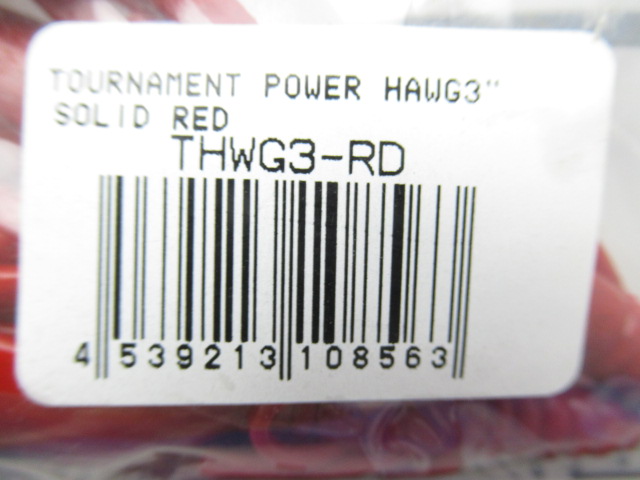 TOURNAMENT POWER HAWG3"
SOLID RED
THWG3-RD
4 539213 108563